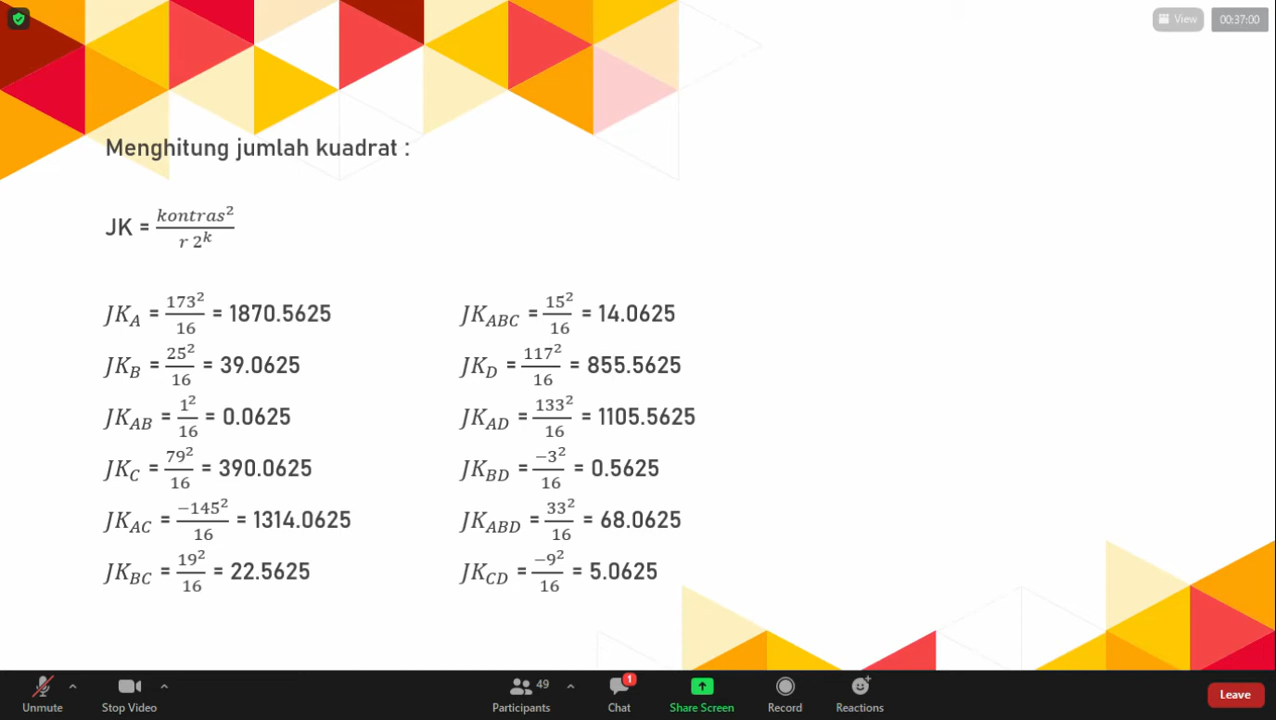 View
00:37:00
Menghitung jumlah kuadrat :
JK = kontras² / r 2ᵏ
JK_A = 173²/16 = 1870.5625
JK_B = 25²/16 = 39.0625
JK_AB = 1²/16 = 0.0625
JK_C = 79²/16 = 390.0625
JK_AC = −145²/16 = 1314.0625
JK_BC = 19²/16 = 22.5625
JK_ABC = 15²/16 = 14.0625
JK_D = 117²/16 = 855.5625
JK_AD = 133²/16 = 1105.5625
JK_BD = −3²/16 = 0.5625
JK_ABD = 33²/16 = 68.0625
JK_CD = −9²/16 = 5.0625
Unmute
Stop Video
49
Participants
1
Chat
Share Screen
Record
Reactions
Leave